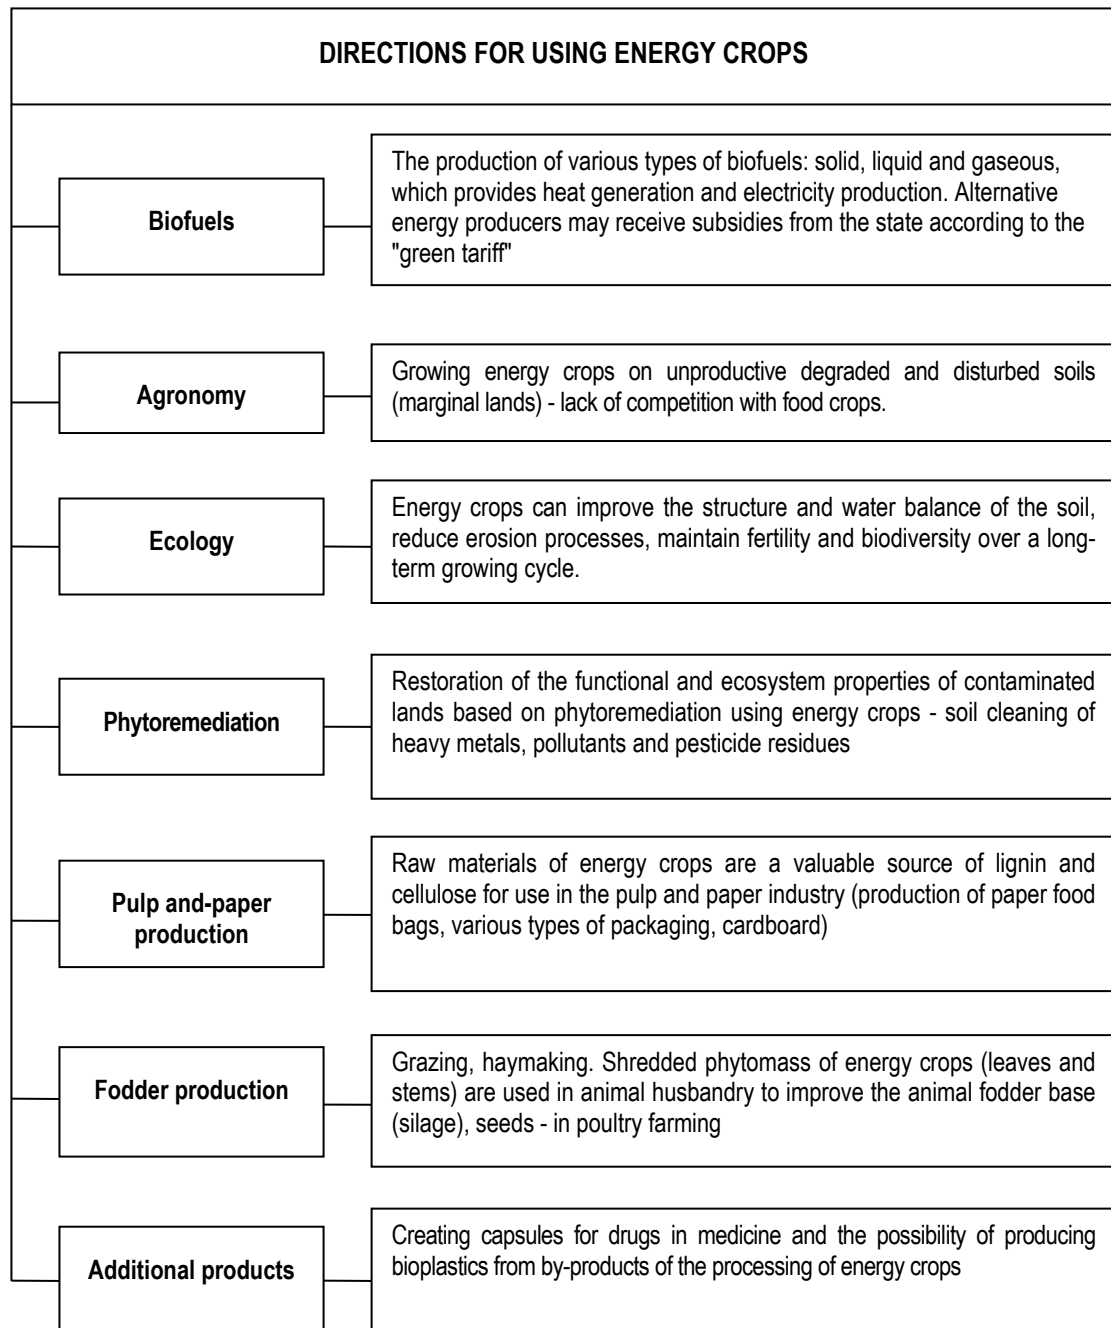 DIRECTIONS FOR USING ENERGY CROPS
Biofuels
The production of various types of biofuels: solid, liquid and gaseous,
which provides heat generation and electricity production. Alternative
energy producers may receive subsidies from the state according to the
"green tariff"
Agronomy
Growing energy crops on unproductive degraded and disturbed soils
(marginal lands) - lack of competition with food crops.
Ecology
Energy crops can improve the structure and water balance of the soil,
reduce erosion processes, maintain fertility and biodiversity over a long-
term growing cycle.
Phytoremediation
Restoration of the functional and ecosystem properties of contaminated
lands based on phytoremediation using energy crops - soil cleaning of
heavy metals, pollutants and pesticide residues
Pulp and-paper
production
Raw materials of energy crops are a valuable source of lignin and
cellulose for use in the pulp and paper industry (production of paper food
bags, various types of packaging, cardboard)
Fodder production
Grazing, haymaking. Shredded phytomass of energy crops (leaves and
stems) are used in animal husbandry to improve the animal fodder base
(silage), seeds - in poultry farming
Additional products
Creating capsules for drugs in medicine and the possibility of producing
bioplastics from by-products of the processing of energy crops